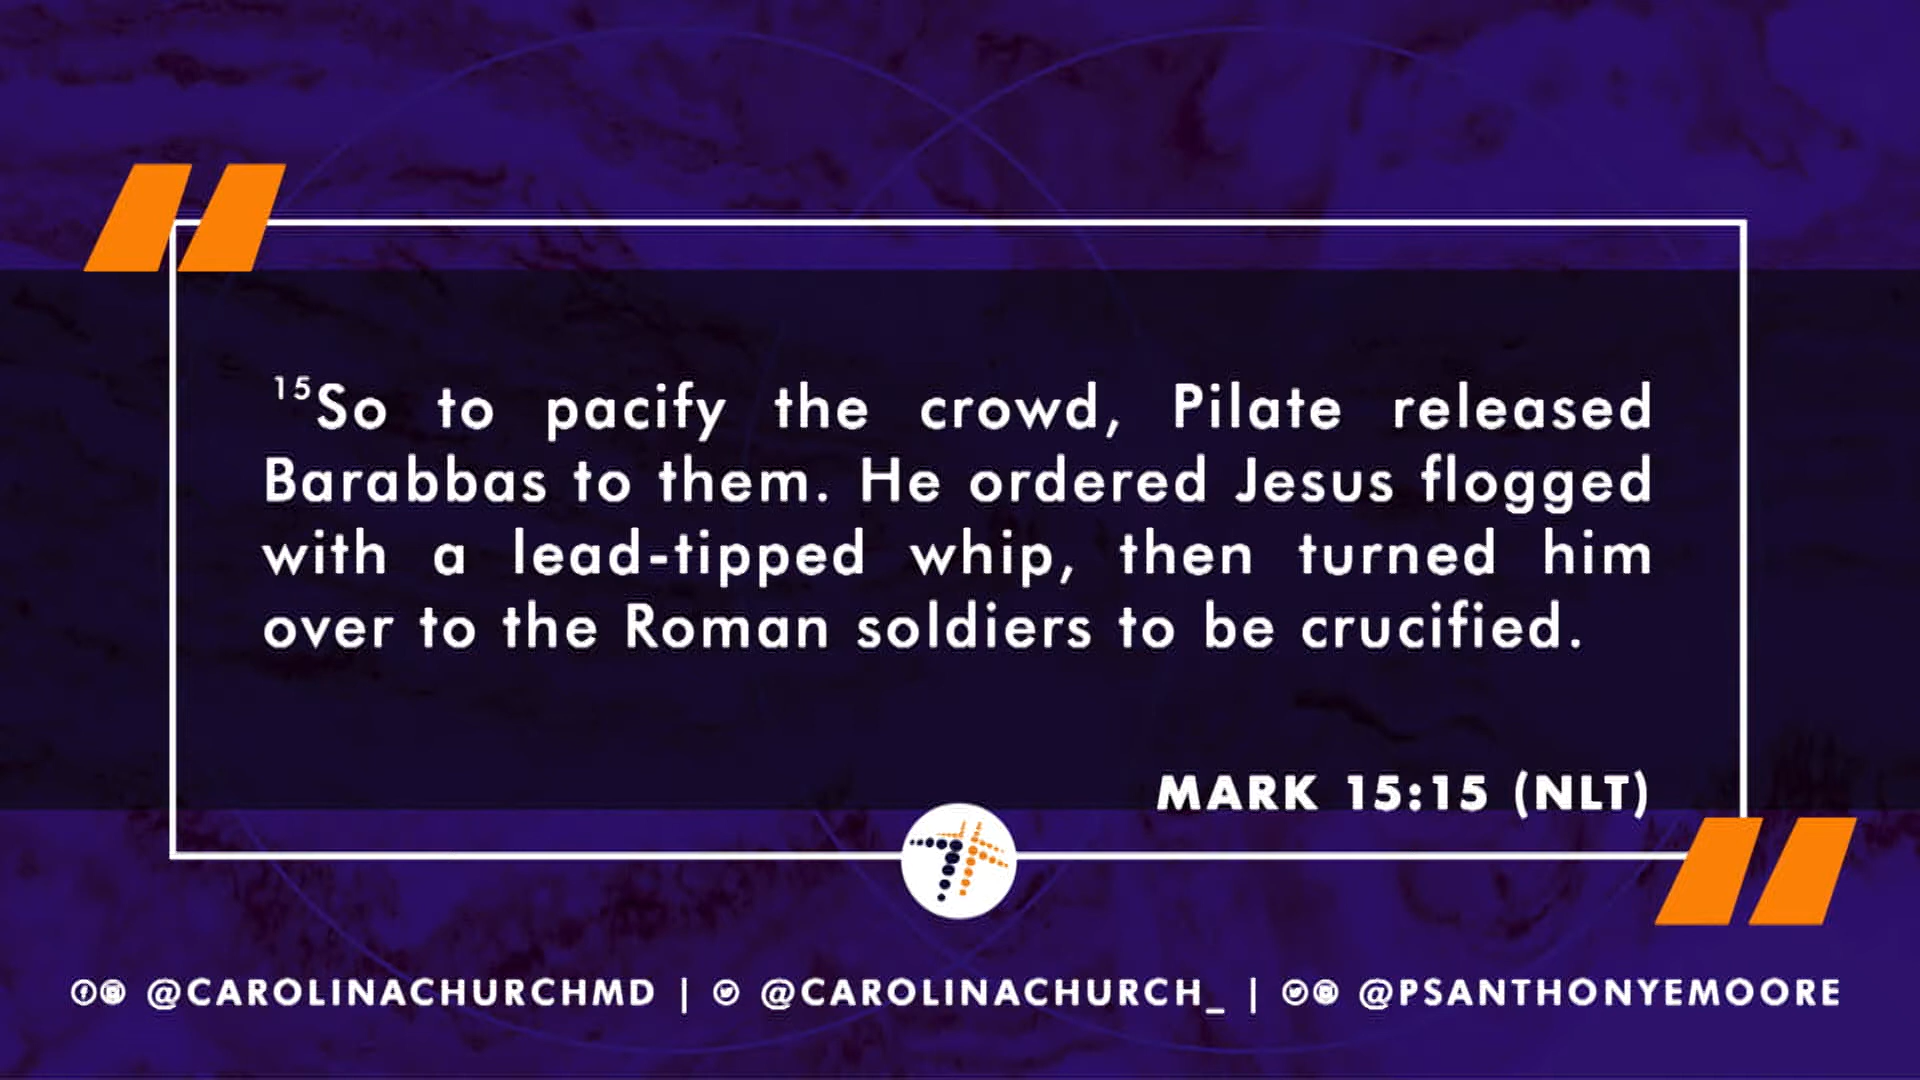 15So to pacify the crowd, Pilate released
Barabbas to them. He ordered Jesus flogged
with a lead-tipped whip, then turned him
over to the Roman soldiers to be crucified.
MARK 15:15 (NLT)
@CAROLINACHURCHMD | @CAROLINACHURCH_ | @PSANTHONYEMOORE